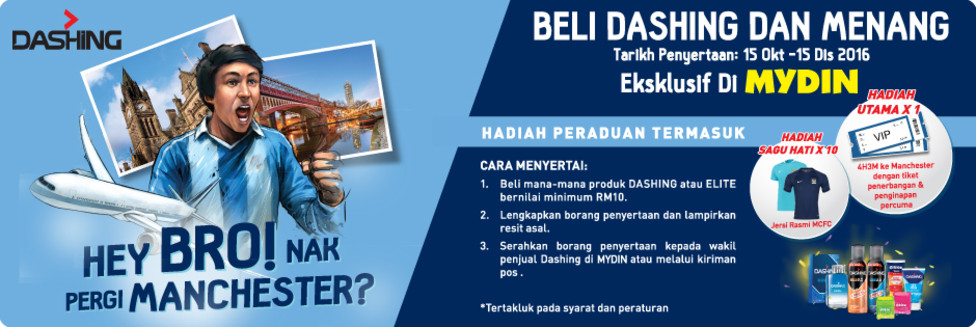 DASHING
HEY BRO! NAK
PERGI MANCHESTER?
BELI DASHING DAN MENANG
Tarikh Penyertaan: 15 Okt -15 Dis 2016
Eksklusif Di MYDIN
HADIAH PERADUAN TERMASUK
CARA MENYERTAI:
1. Beli mana-mana produk DASHING atau ELITE
bernilai minimum RM10.
2. Lengkapkan borang penyertaan dan lampirkan
resit asal.
3. Serahkan borang penyertaan kepada wakil
penjual Dashing di MYDIN atau melalui kiriman
pos .
*Tertakluk pada syarat dan peraturan
HADIAH
SAGU HATI X 10
Jersi Rasmi MCFC
HADIAH
UTAMA X 1
VIP
4H3M ke Manchester
dengan tiket
penerbangan &
penginapan
percuma
DASHING